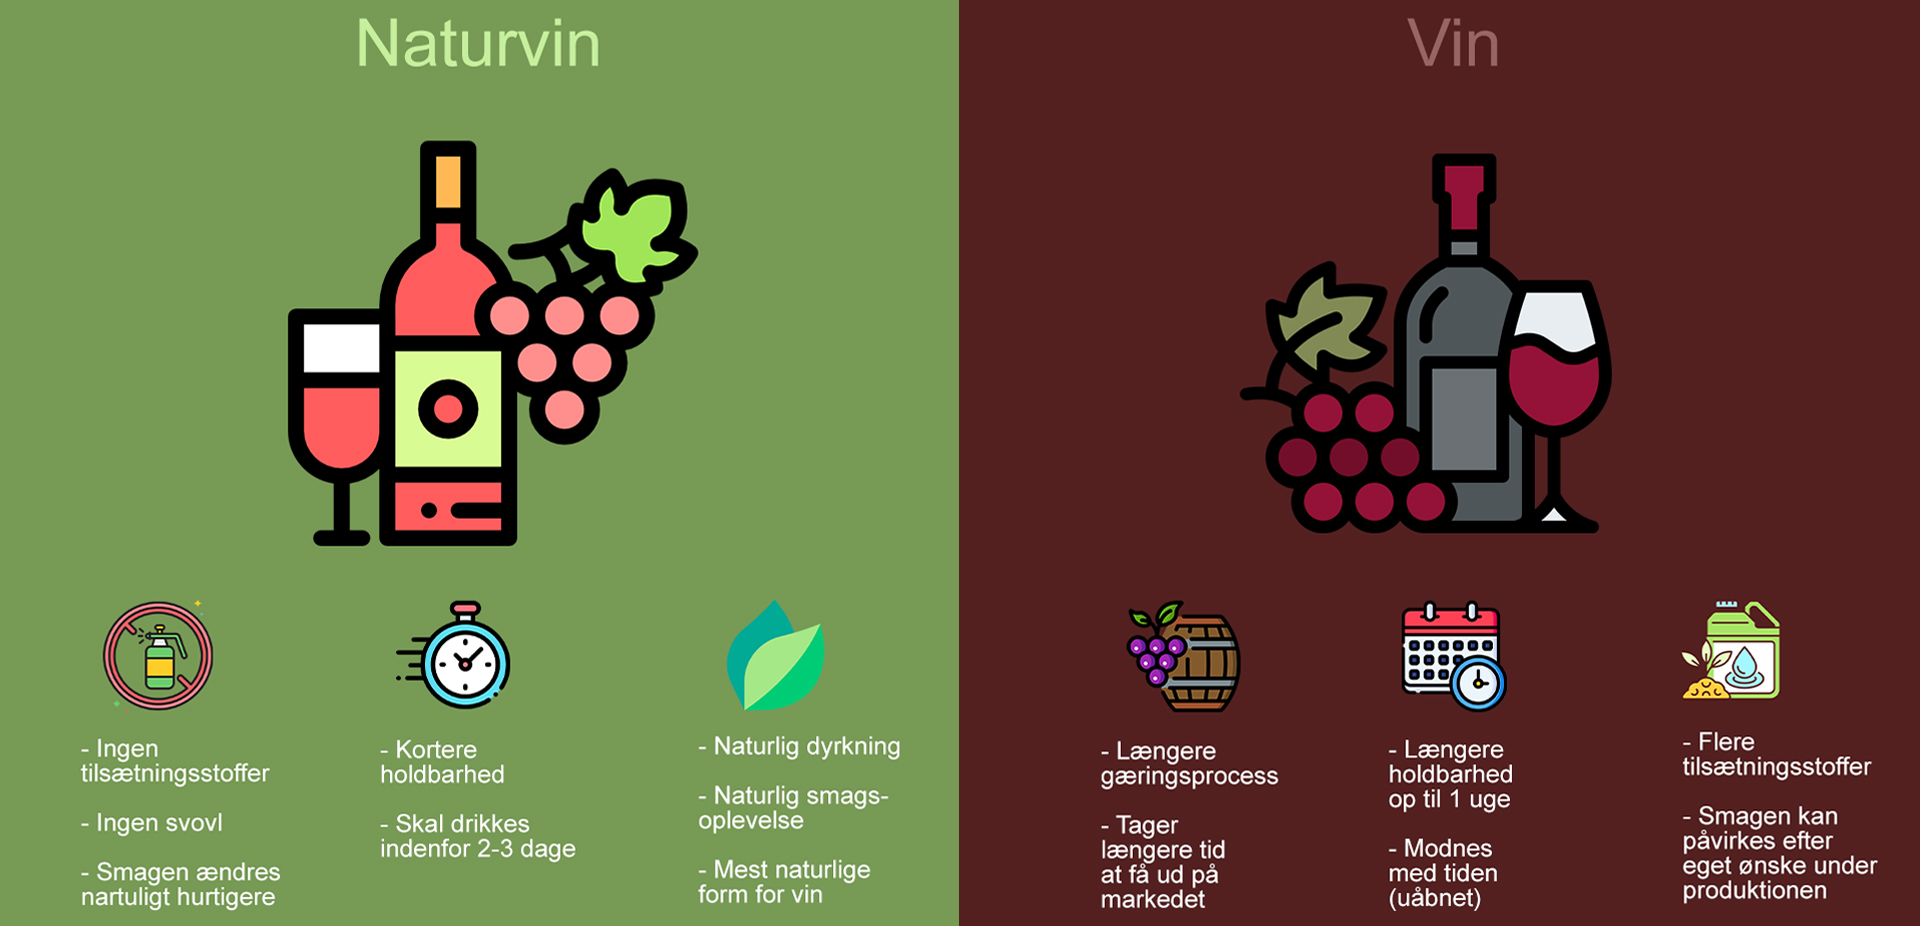 Naturvin
- Ingen
tilsætningsstoffer
- Ingen svovl
- Smagen ændres
nartuligt hurtigere
- Kortere
holdbarhed
- Skal drikkes
indenfor 2-3 dage
- Naturlig dyrkning
- Naturlig smags-
oplevelse
- Mest naturlige
form for vin
Vin
- Længere
gæringsprocess
- Tager
længere tid
at få ud på
markedet
- Længere
holdbarhed
op til 1 uge
- Modnes
med tiden
(uåbnet)
- Flere
tilsætningsstoffer
- Smagen kan
påvirkes efter
eget ønske under
produktionen